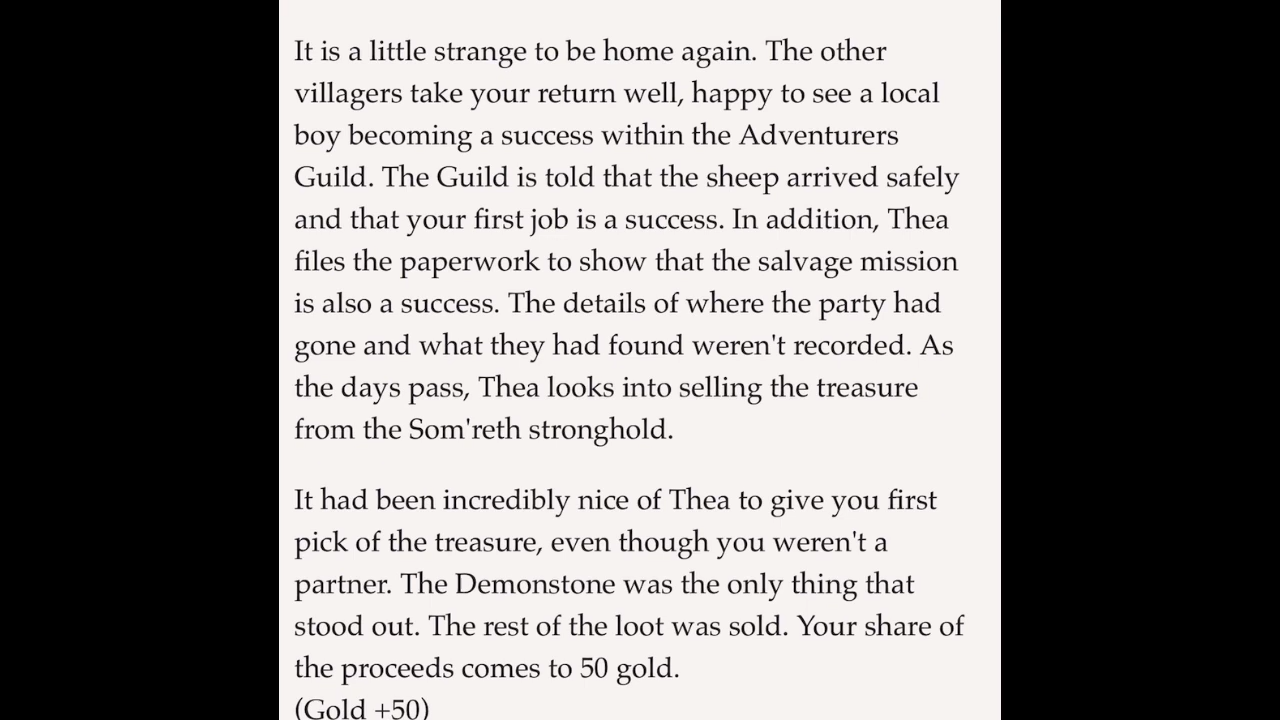 It is a little strange to be home again. The other
villagers take your return well, happy to see a local
boy becoming a success within the Adventurers
Guild. The Guild is told that the sheep arrived safely
and that your first job is a success. In addition, Thea
files the paperwork to show that the salvage mission
is also a success. The details of where the party had
gone and what they had found weren't recorded. As
the days pass, Thea looks into selling the treasure
from the Som'reth stronghold.
It had been incredibly nice of Thea to give you first
pick of the treasure, even though you weren't a
partner. The Demonstone was the only thing that
stood out. The rest of the loot was sold. Your share of
the proceeds comes to 50 gold.
(Gold +50)